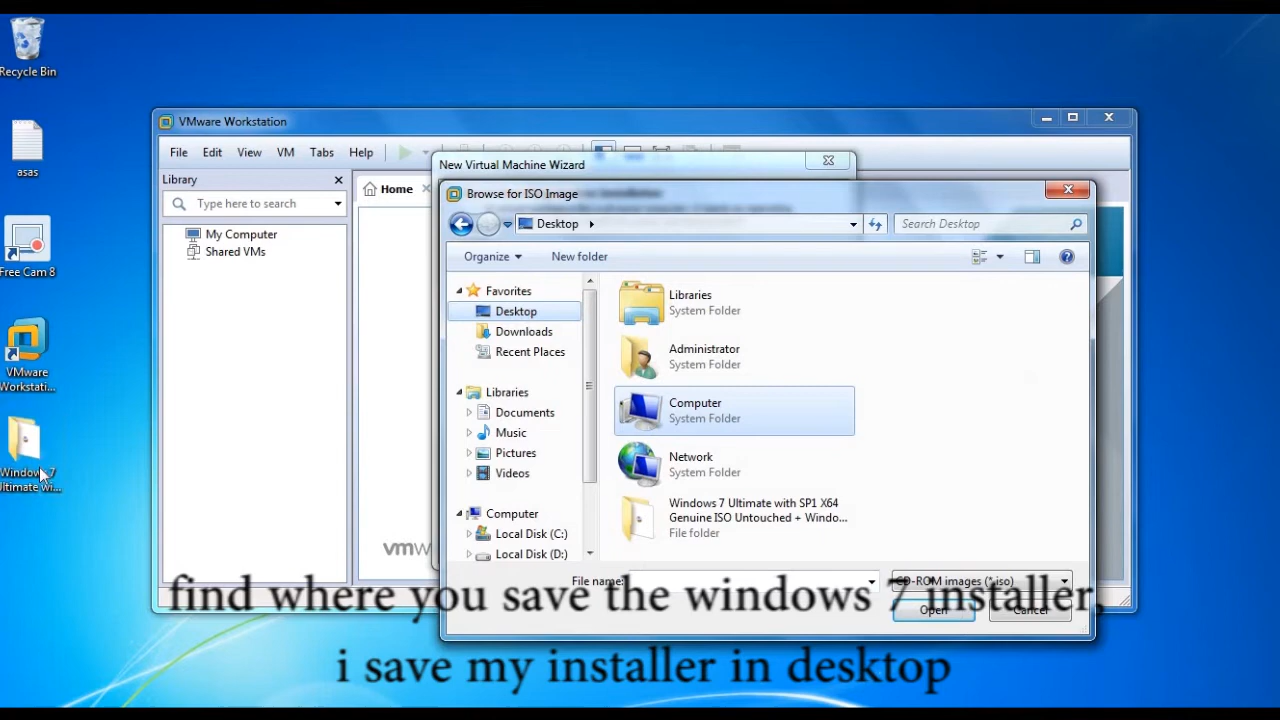 Recycle Bin
asas
Free Cam 8
VMware
Workstati...
Window 7
Ultimate wi...
VMware Workstation
File Edit View VM Tabs Help
Library
Type here to search
My Computer
Shared VMs
Home
New Virtual Machine Wizard
Browse for ISO Image
Desktop
Search Desktop
Organize
New folder
Favorites
Desktop
Downloads
Recent Places
Libraries
Documents
Music
Pictures
Videos
Computer
Local Disk (C:)
Local Disk (D:)
Libraries
System Folder
Administrator
System Folder
Computer
System Folder
Network
System Folder
Windows 7 Ultimate with SP1 X64
Genuine ISO Untouched + Windo...
File folder
File name:
CD-ROM images (*.iso)
Open
Cancel
vmw
find where you save the windows 7 installer,
i save my installer in desktop